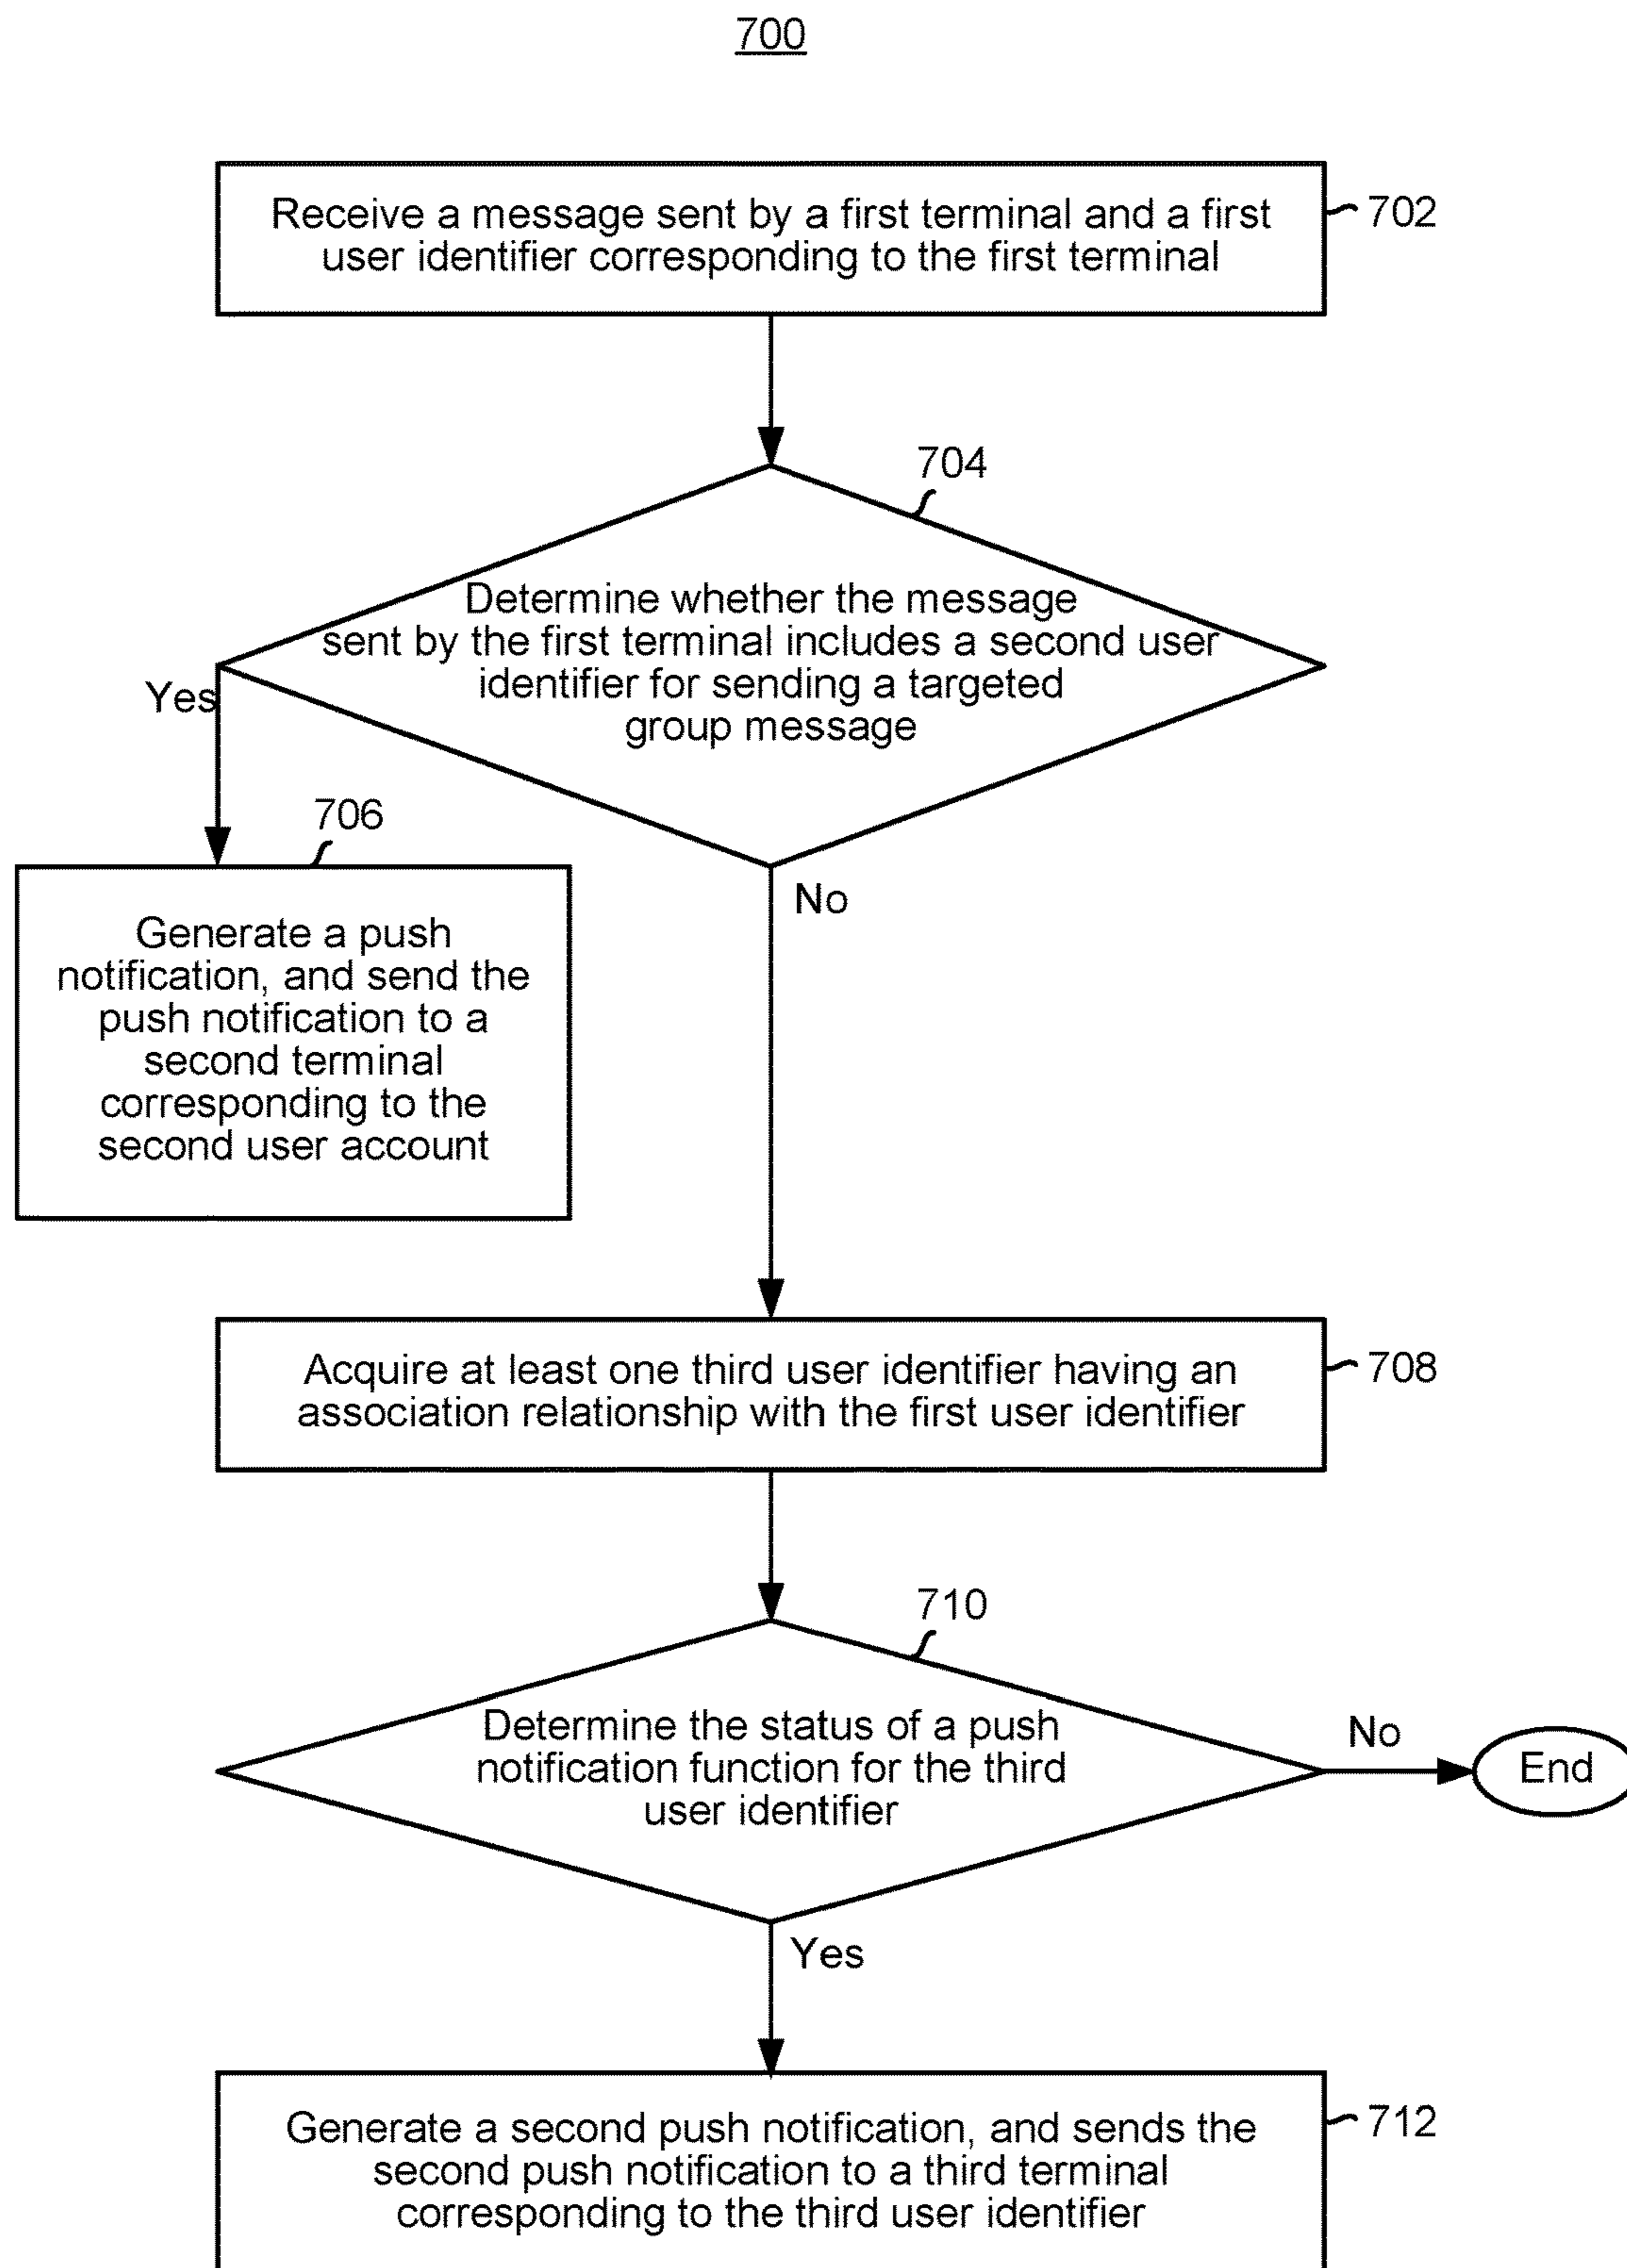 700
Receive a message sent by a first terminal and a first
user identifier corresponding to the first terminal
702
704
Determine whether the message
sent by the first terminal includes a second user
identifier for sending a targeted
group message
Yes
706
No
Generate a push
notification, and send the
push notification to a
second terminal
corresponding to the
second user account
Acquire at least one third user identifier having an
association relationship with the first user identifier
708
710
Determine the status of a push
notification function for the third
user identifier
No
End
Yes
Generate a second push notification, and sends the
second push notification to a third terminal
corresponding to the third user identifier
712